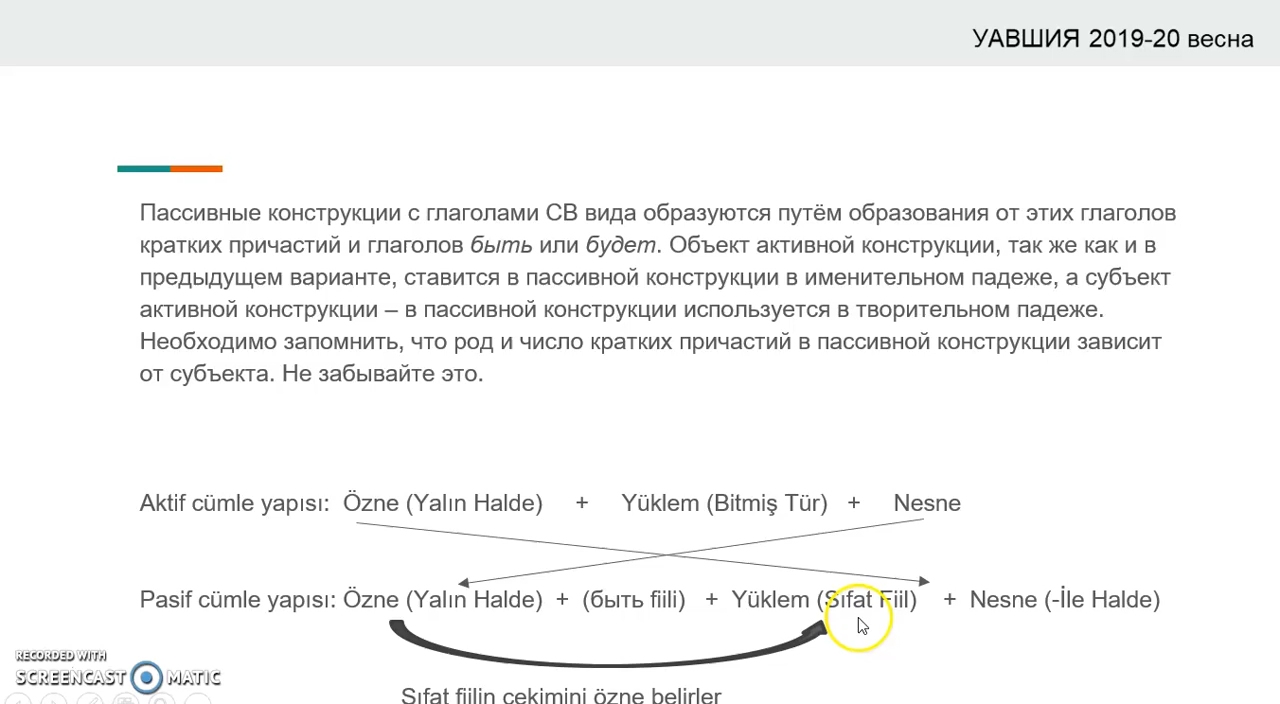 УАВШИЯ 2019-20 весна
Пассивные конструкции с глаголами СВ вида образуются путём образования от этих глаголов
кратких причастий и глаголов быть или будет. Объект активной конструкции, так же как и в
предыдущем варианте, ставится в пассивной конструкции в именительном падеже, а субъект
активной конструкции – в пассивной конструкции используется в творительном падеже.
Необходимо запомнить, что род и число кратких причастий в пассивной конструкции зависит
от субъекта. Не забывайте это.
Aktif cümle yapısı: Özne (Yalın Halde) + Yüklem (Bitmiş Tür) + Nesne
Pasif cümle yapısı: Özne (Yalın Halde) + (быть fiili) + Yüklem (Sıfat Fiil) + Nesne (-İle Halde)
Sıfat fiilin çekimini özne belirler
RECORDED WITH
SCREENCAST MATIC